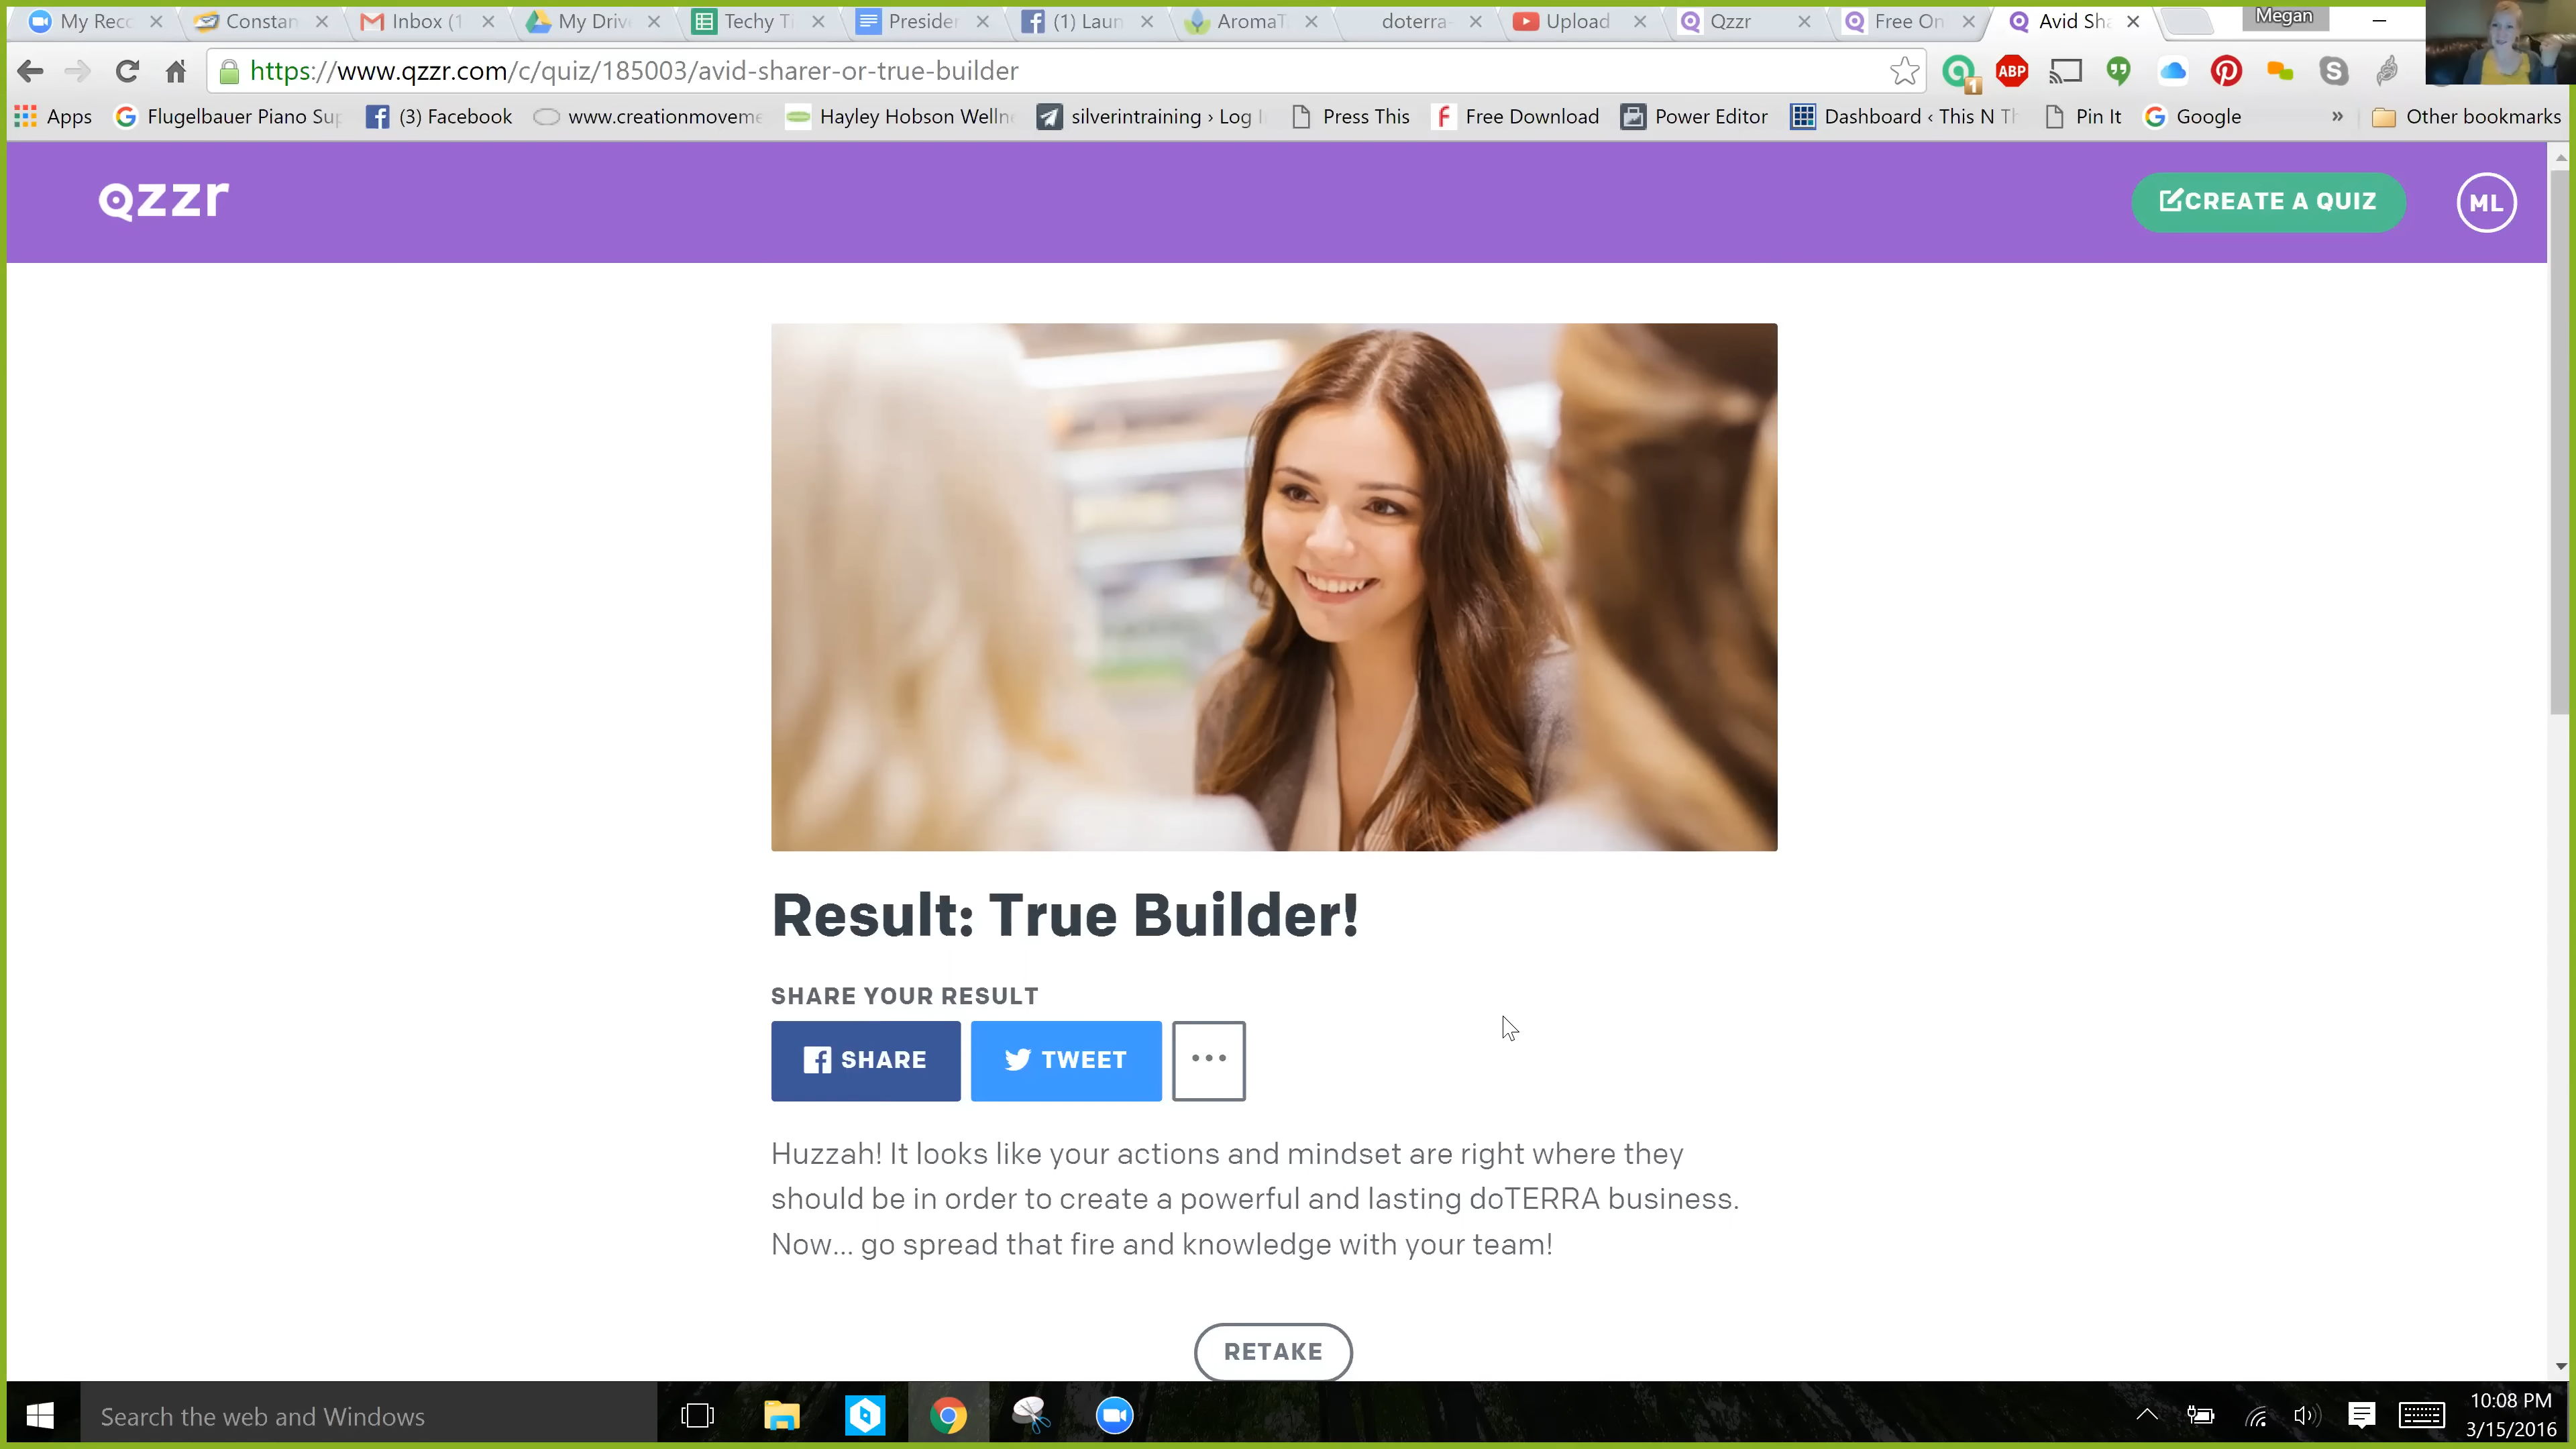 My Rec
Constan
Inbox (1
My Driv
Techy T
Presider
(1) Laun
AromaT
doterra-
Upload
Qzzr
Free On
Avid Sha
Megan
https://www.qzzr.com/c/quiz/185003/avid-sharer-or-true-builder
1
ABP
Apps
Flugelbauer Piano Su
(3) Facebook
www.creationmoveme
Hayley Hobson Welln
silverintraining › Log I
Press This
Free Download
Power Editor
Dashboard ‹ This N Th
Pin It
Google
»
Other bookmarks
Qzzr
CREATE A QUIZ
ML
Result: True Builder!
SHARE YOUR RESULT
SHARE
TWEET
...
Huzzah! It looks like your actions and mindset are right where they
should be in order to create a powerful and lasting doTERRA business.
Now... go spread that fire and knowledge with your team!
RETAKE
Search the web and Windows
10:08 PM
3/15/2016